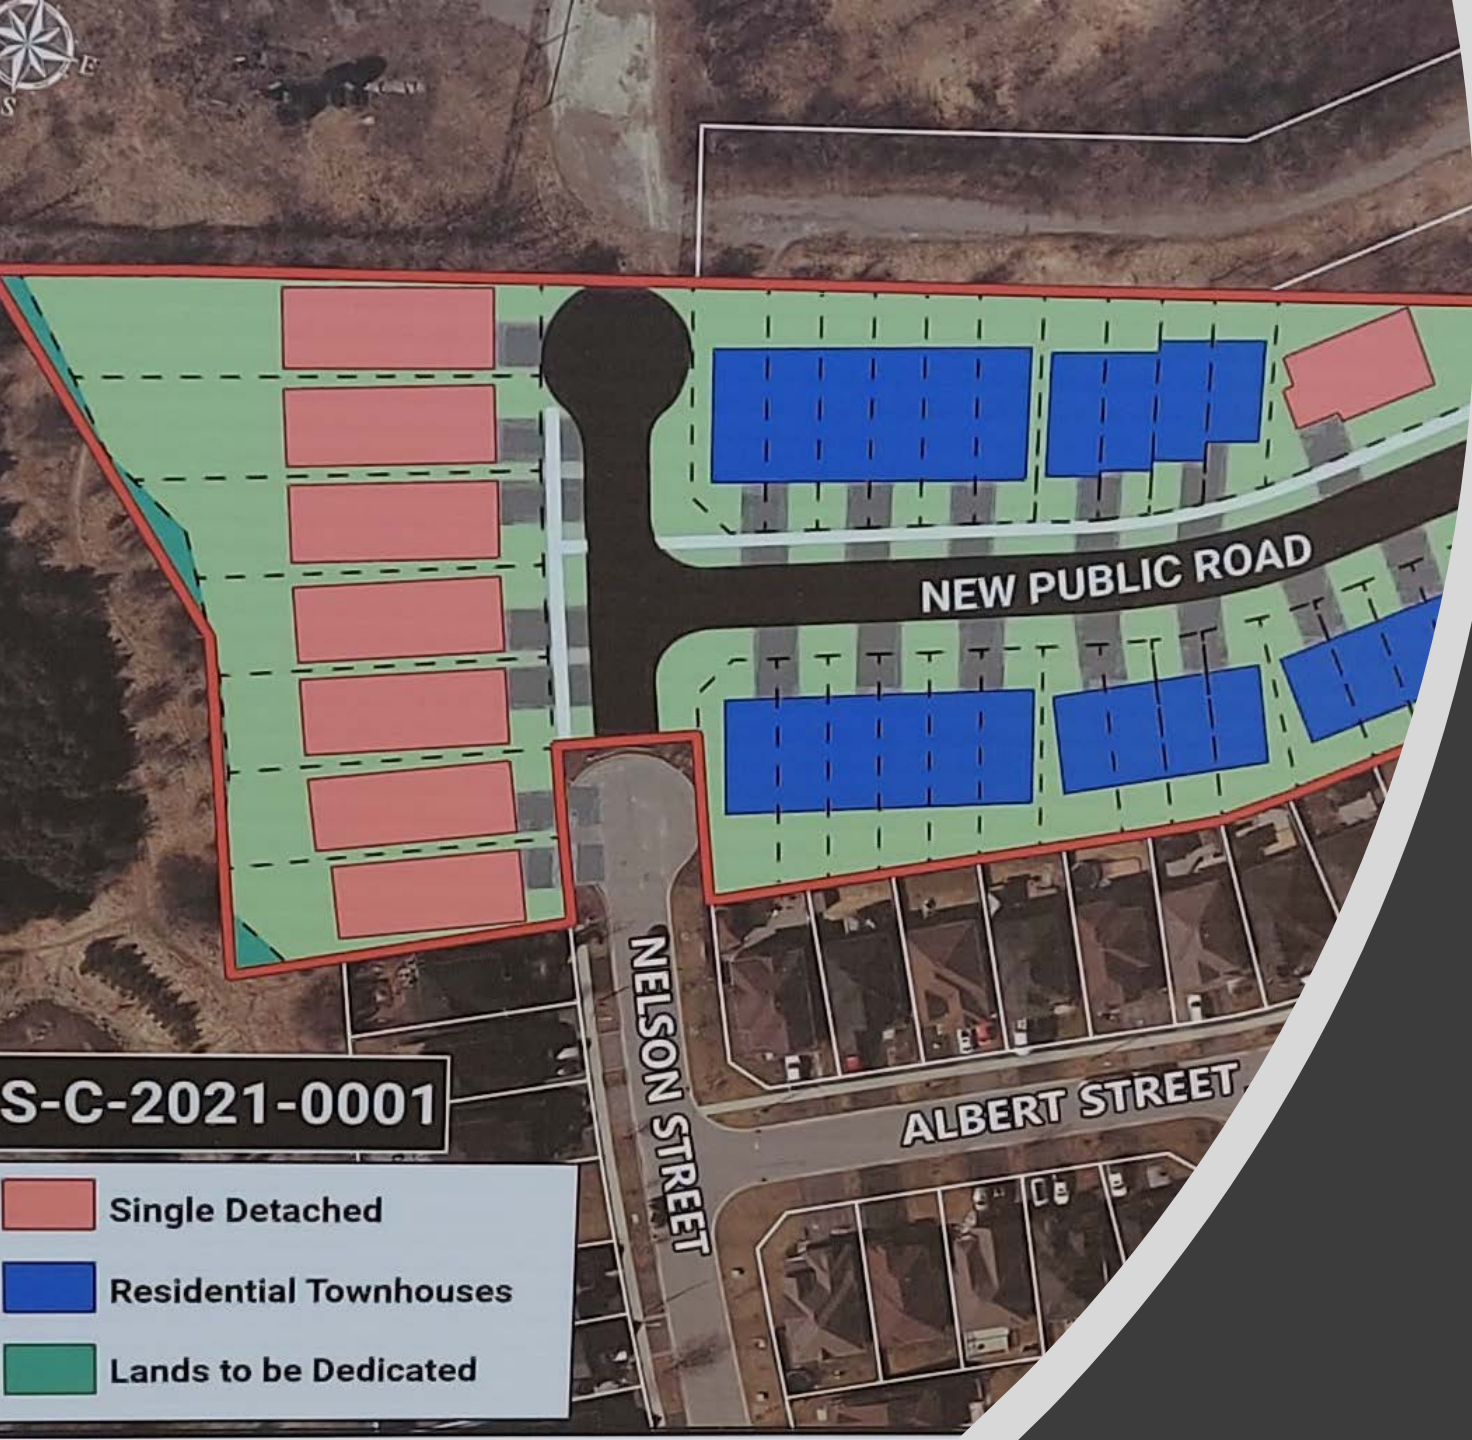 E
S
NEW PUBLIC ROAD
NELSON STREET
ALBERT STREET
S-C-2021-0001
Single Detached
Residential Townhouses
Lands to be Dedicated